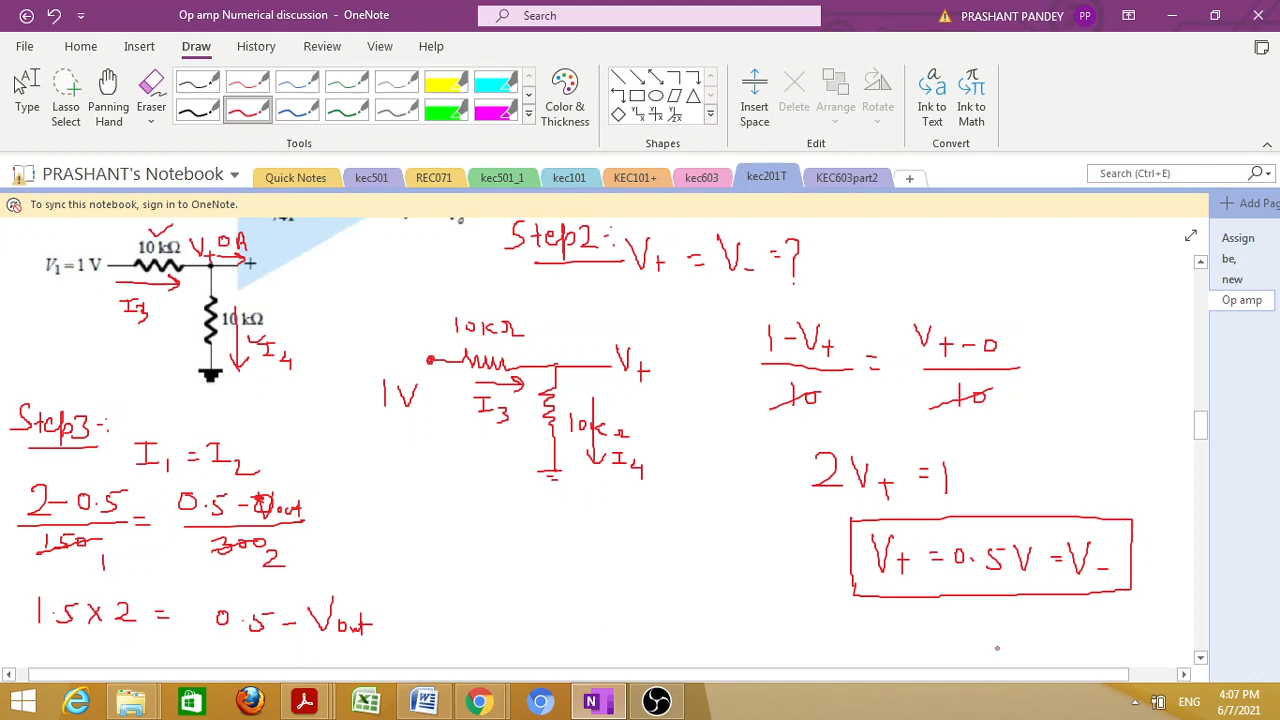 Op amp Numerical discussion - OneNote
Search
PRASHANT PANDEY
PP
File Home Insert Draw History Review View Help
Type
Lasso Select
Panning Hand
Eraser
Color & Thickness
Insert Space
Delete
Arrange
Rotate
Ink to Text
Ink to Math
Tools
Shapes
Edit
Convert
PRASHANT's Notebook
Quick Notes
kec501
REC071
kec501_1
kec101
KEC101+
kec603
kec201T
KEC603part2
Search (Ctrl+E)
To sync this notebook, sign in to OneNote.
Add Pag
Assign
be,
new
Op amp
Step2:-
V+ = V- = ?
10 kΩ
V+
0A
V1 = 1 V
+
I3
10 kΩ
I4
10kΩ
V+
1V
I3
10kΩ
I4
1-V+ / 10 = V+-0 / 10
2V+ = 1
V+ = 0.5V = V-
Step3:-
I1 = I2
2-0.5 / 150 1 = 0.5-Vout / 300 2
1.5×2 = 0.5-Vout
ENG
4:07 PM
6/7/2021